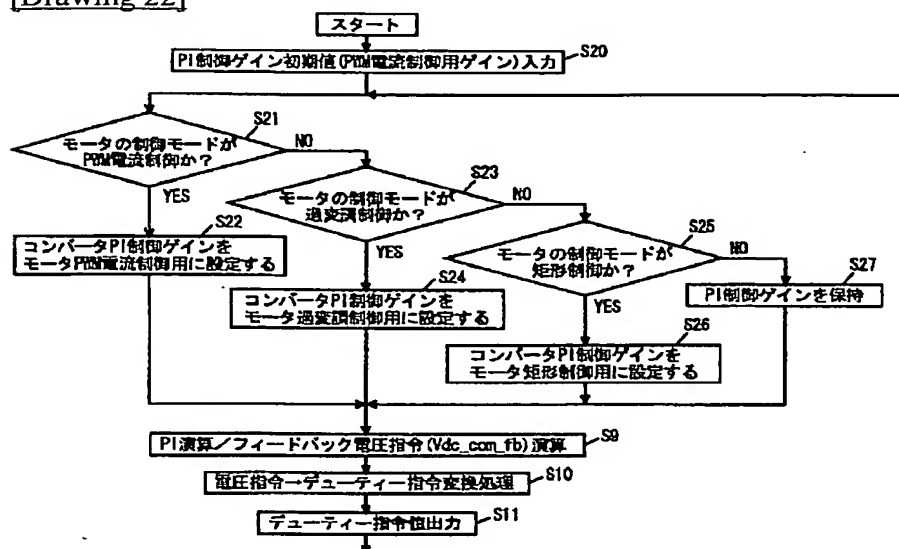 [Drawing 22]
スタート
PI制御ゲイン初期値(PWM電流制御用ゲイン)入力
S20
S21
モータの制御モードが
PWM電流制御か?
NO
YES
S22
コンバータPI制御ゲインを
モータPWM電流制御用に設定する
S23
モータの制御モードが
過変調制御か?
NO
YES
S24
コンバータPI制御ゲインを
モータ過変調制御用に設定する
S25
モータの制御モードが
矩形制御か?
NO
YES
S26
コンバータPI制御ゲインを
モータ矩形制御用に設定する
S27
PI制御ゲインを保持
PI演算/フィードバック電圧指令(Vdc_com_fb)演算
S9
電圧指令→デューティー指令変換処理
S10
デューティー指令値出力
S11